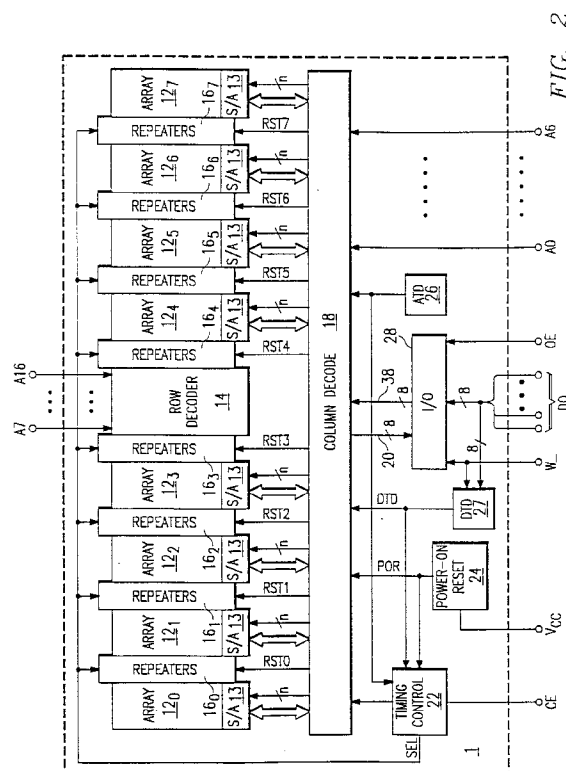 A7 A16
ARRAY 12₀
REPEATERS 16₀
ARRAY 12₁
REPEATERS 16₁
ARRAY 12₂
REPEATERS 16₂
ARRAY 12₃
REPEATERS 16₃
ROW DECODER 14
REPEATERS 16₄
ARRAY 12₄
REPEATERS 16₅
ARRAY 12₅
REPEATERS 16₆
ARRAY 12₆
REPEATERS 16₇
ARRAY 12₇
S/A 13
S/A 13
S/A 13
S/A 13
S/A 13
S/A 13
S/A 13
S/A 13
n RST0 n RST1 n RST2 n RST3 RST4 n RST5 n RST6 n RST7 n
COLUMN DECODE 18
SEL
TIMING CONTROL 22
POR
POWER-ON RESET 24
DTD
DTD 27
20 8
38 8
I/O 28
8
8
ATD 26
1
CE VCC W_ DQ OE A0 A6
FIG. 2